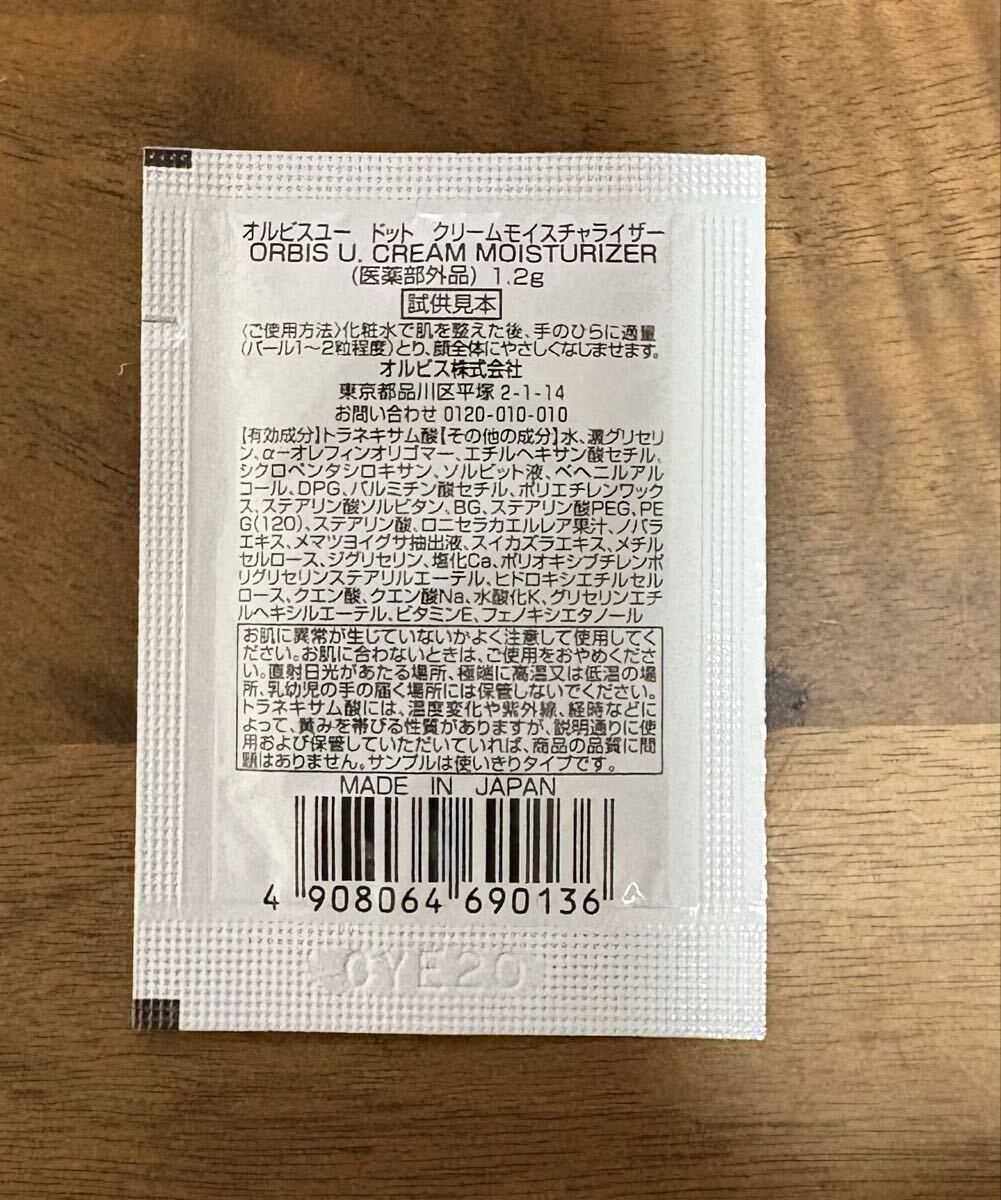 オルビスユー ドット クリームモイスチャライザー
ORBIS U. CREAM MOISTURIZER
(医薬部外品) 1.2g
試供見本
〈ご使用方法〉化粧水で肌を整えた後、手のひらに適量
(パール1〜2粒程度)とり、顔全体にやさしくなじませます。
オルビス株式会社
東京都品川区平塚 2-1-14
お問い合わせ 0120-010-010
【有効成分】トラネキサム酸【その他の成分】水、濃グリセリ
ン、α-オレフィンオリゴマー、エチルヘキサン酸セチル、
シクロペンタシロキサン、ソルビット液、ベヘニルアル
コール、DPG、パルミチン酸セチル、ポリエチレンワック
ス、ステアリン酸ソルビタン、BG、ステアリン酸PEG、PE
G(120)、ステアリン酸、ロニセラカエルレア果汁、ノバラ
エキス、メマツヨイグサ抽出液、スイカズラエキス、メチル
セルロース、ジグリセリン、塩化Ca、ポリオキシブチレンポ
リグリセリンステアリルエーテル、ヒドロキシエチルセル
ロース、クエン酸、クエン酸Na、水酸化K、グリセリンエチ
ルヘキシルエーテル、ビタミンE、フェノキシエタノール
お肌に異常が生じていないかよく注意して使用してく
ださい。お肌に合わないときは、ご使用をおやめくださ
い。直射日光があたる場所、極端に高温又は低温の場
所、乳幼児の手の届く場所には保管しないでください。
トラネキサム酸には、温度変化や紫外線、経時などに
よって、黄みを帯びる性質がありますが、説明通りに使
用および保管していただいていれば、商品の品質に問
題はありません。サンプルは使いきりタイプです。
MADE IN JAPAN
4 908064 690136
0YE20